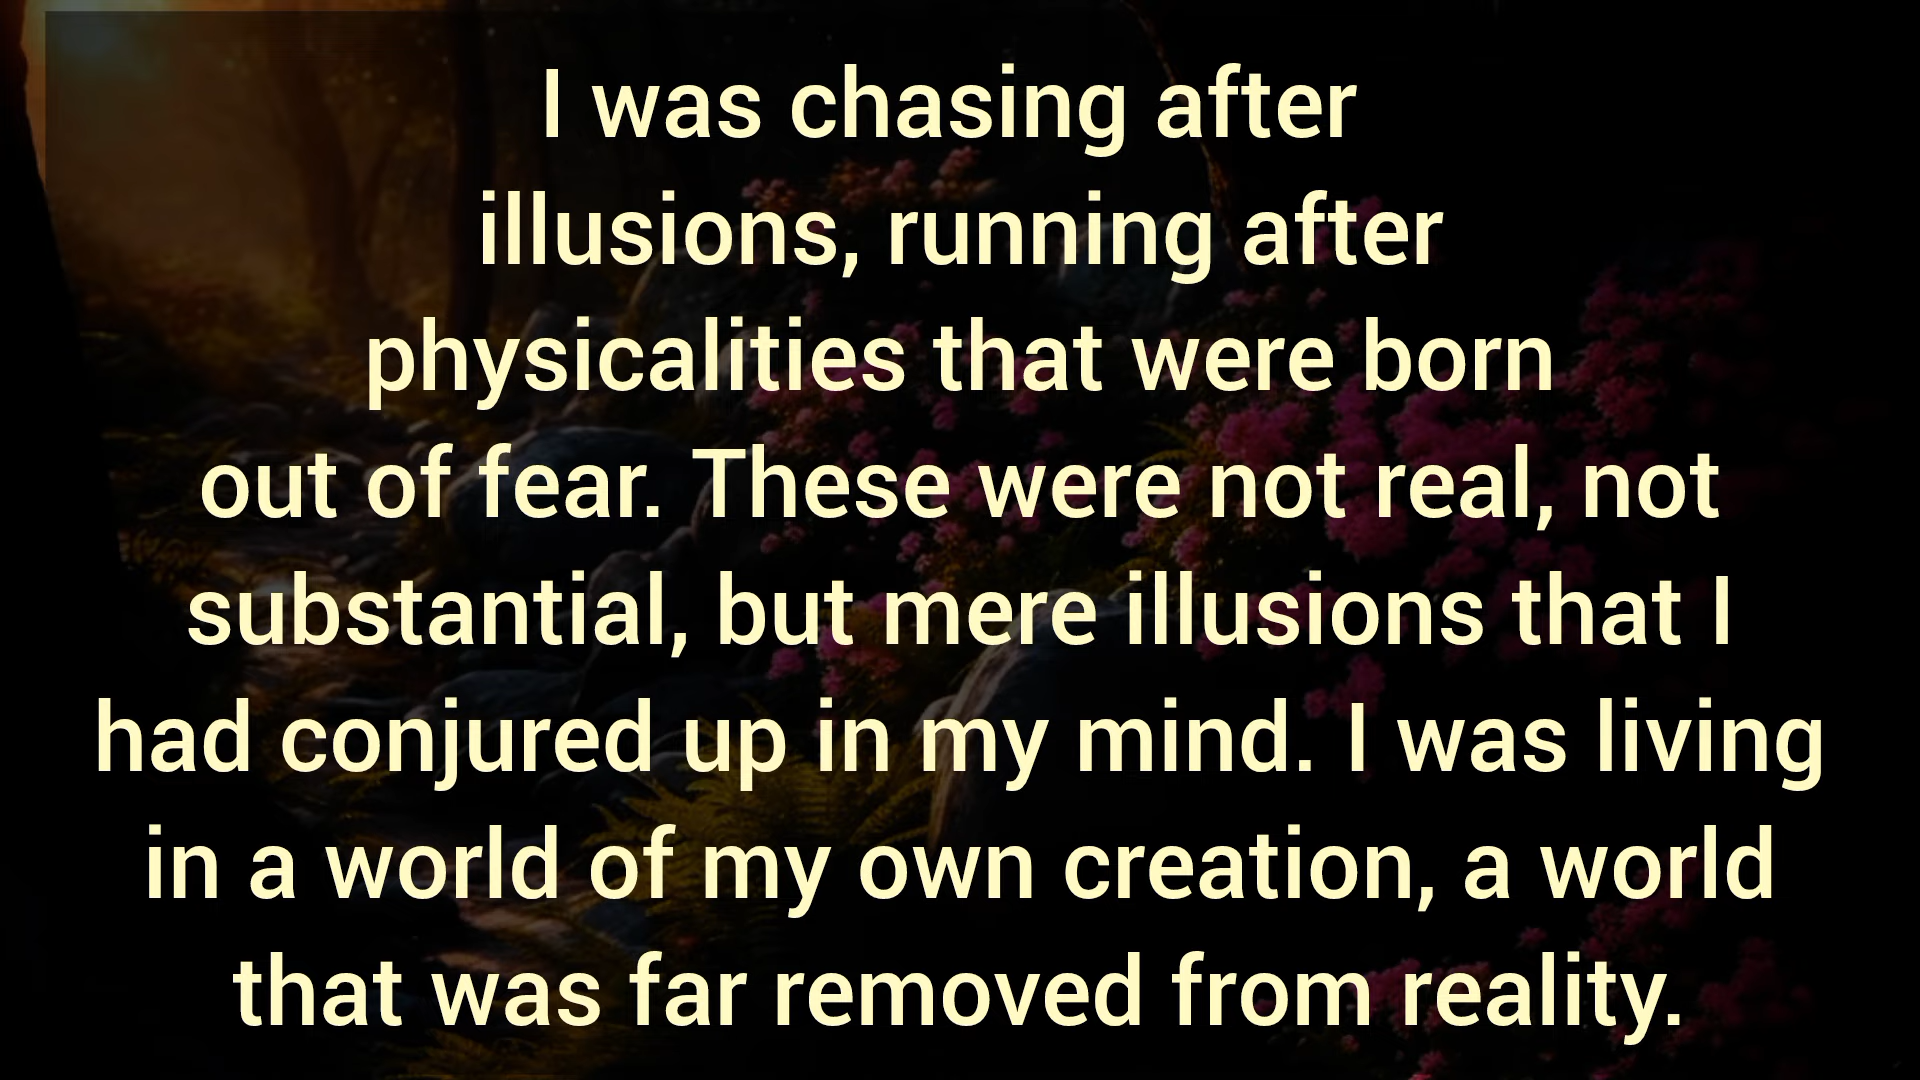 I was chasing after
illusions, running after
physicalities that were born
out of fear. These were not real, not
substantial, but mere illusions that I
had conjured up in my mind. I was living
in a world of my own creation, a world
that was far removed from reality.